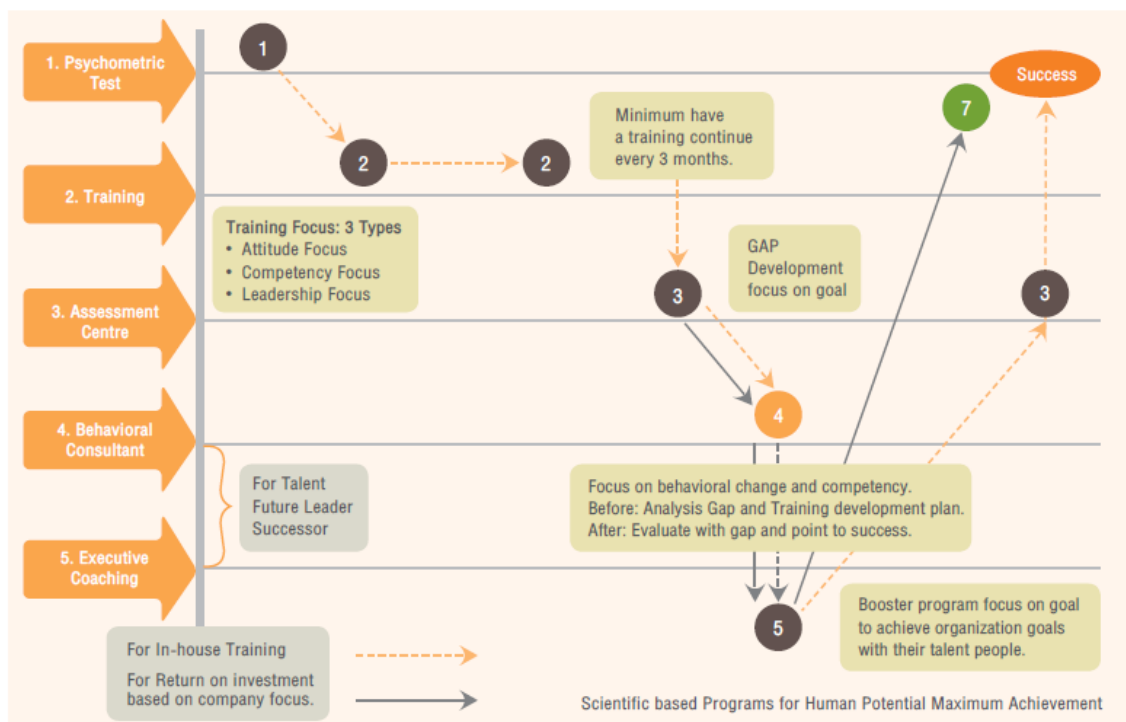 1. Psychometric
Test
1
Success
7
Minimum have
a training continue
every 3 months.
2
2
2. Training
Training Focus: 3 Types
• Attitude Focus
• Competency Focus
• Leadership Focus
GAP
Development
focus on goal
3. Assessment
Centre
3
3
4
4. Behavioral
Consultant
For Talent
Future Leader
Successor
Focus on behavioral change and competency.
Before: Analysis Gap and Training development plan.
After: Evaluate with gap and point to success.
5. Executive
Coaching
5
Booster program focus on goal
to achieve organization goals
with their talent people.
For In-house Training
For Return on investment
based on company focus.
Scientific based Programs for Human Potential Maximum Achievement